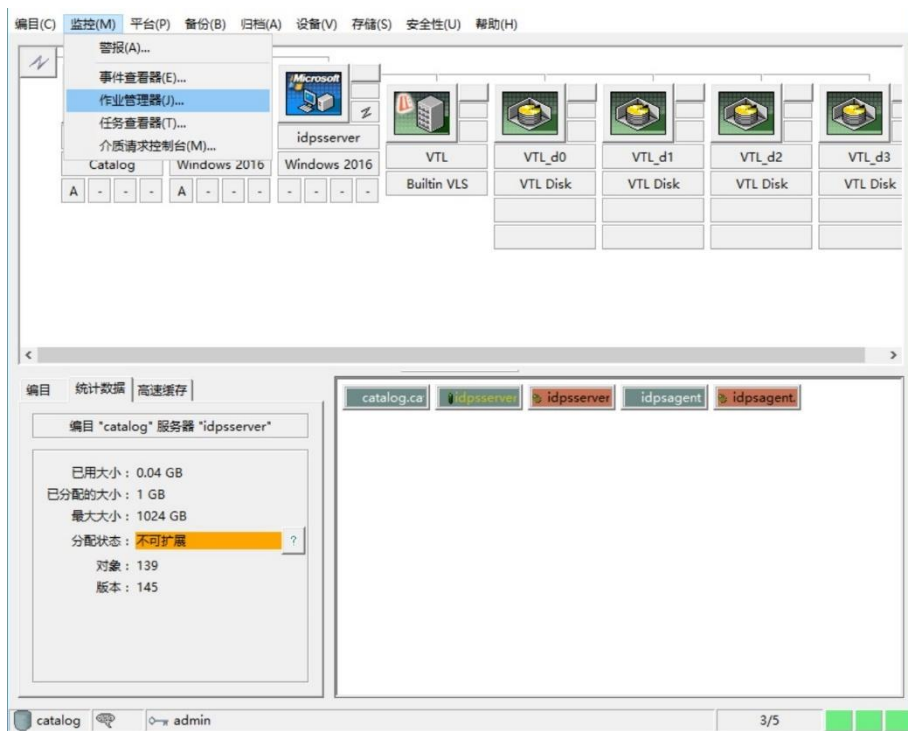 编目(C) 监控(M) 平台(P) 备份(B) 归档(A) 设备(V) 存储(S) 安全性(U) 帮助(H)
警报(A)...
事件查看器(E)...
作业管理器(J)...
任务查看器(T)...
介质请求控制台(M)...
Microsoft
idpsserver
Catalog Windows 2016 Windows 2016 VTL VTL_d0 VTL_d1 VTL_d2 VTL_d3
A - - - A - - - - - - - Builtin VLS VTL Disk VTL Disk VTL Disk VTL Disk
编目 统计数据 高速缓存
编目 "catalog" 服务器 "idpsserver"
已用大小： 0.04 GB
已分配的大小： 1 GB
最大大小： 1024 GB
分配状态： 不可扩展 ?
对象： 139
版本： 145
catalog.ca idpsserver idpsserver idpsagent idpsagent.
catalog admin 3/5